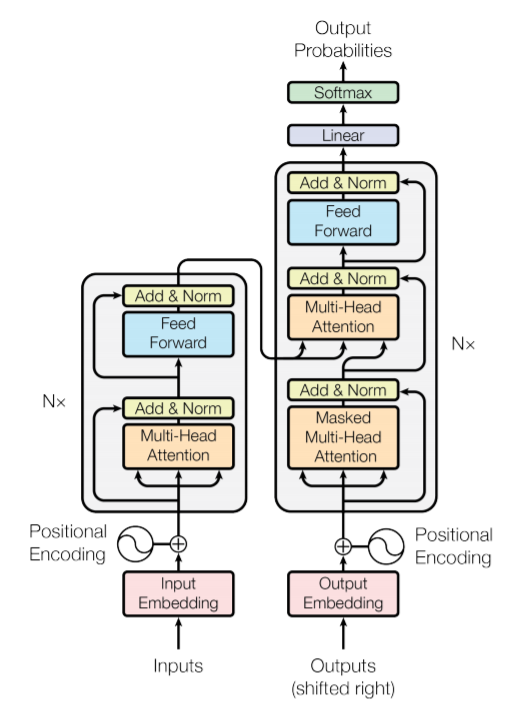 Output
Probabilities
Softmax
Linear
Add & Norm
Feed
Forward
Add & Norm
Multi-Head
Attention
Add & Norm
Masked
Multi-Head
Attention
N×
Add & Norm
Feed
Forward
Add & Norm
Multi-Head
Attention
N×
Positional
Encoding
Positional
Encoding
Input
Embedding
Output
Embedding
Inputs
Outputs
(shifted right)